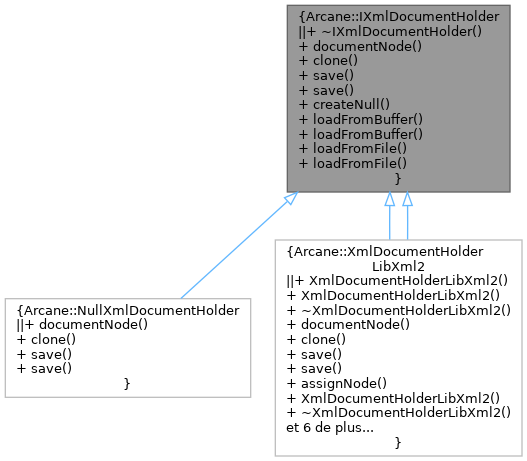 {Arcane::IXmlDocumentHolder
||+ ~IXmlDocumentHolder()
+ documentNode()
+ clone()
+ save()
+ save()
+ createNull()
+ loadFromBuffer()
+ loadFromBuffer()
+ loadFromFile()
+ loadFromFile()
}
{Arcane::NullXmlDocumentHolder
||+ documentNode()
+ clone()
+ save()
+ save()
}
{Arcane::XmlDocumentHolder
LibXml2
||+ XmlDocumentHolderLibXml2()
+ XmlDocumentHolderLibXml2()
+ ~XmlDocumentHolderLibXml2()
+ documentNode()
+ clone()
+ save()
+ save()
+ assignNode()
+ XmlDocumentHolderLibXml2()
+ ~XmlDocumentHolderLibXml2()
et 6 de plus...
}